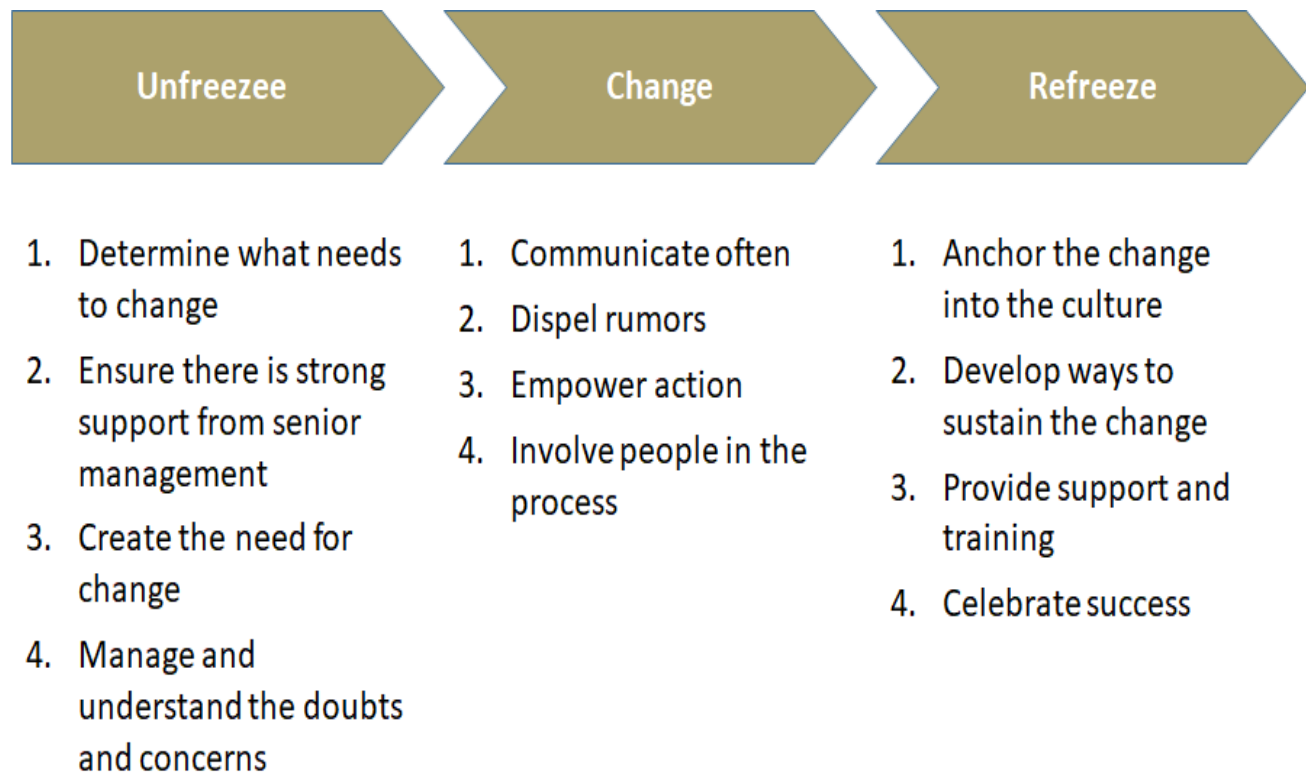 Unfreezee
Change
Refreeze
1. Determine what needs
to change
2. Ensure there is strong
support from senior
management
3. Create the need for
change
4. Manage and
understand the doubts
and concerns
1. Communicate often
2. Dispel rumors
3. Empower action
4. Involve people in the
process
1. Anchor the change
into the culture
2. Develop ways to
sustain the change
3. Provide support and
training
4. Celebrate success